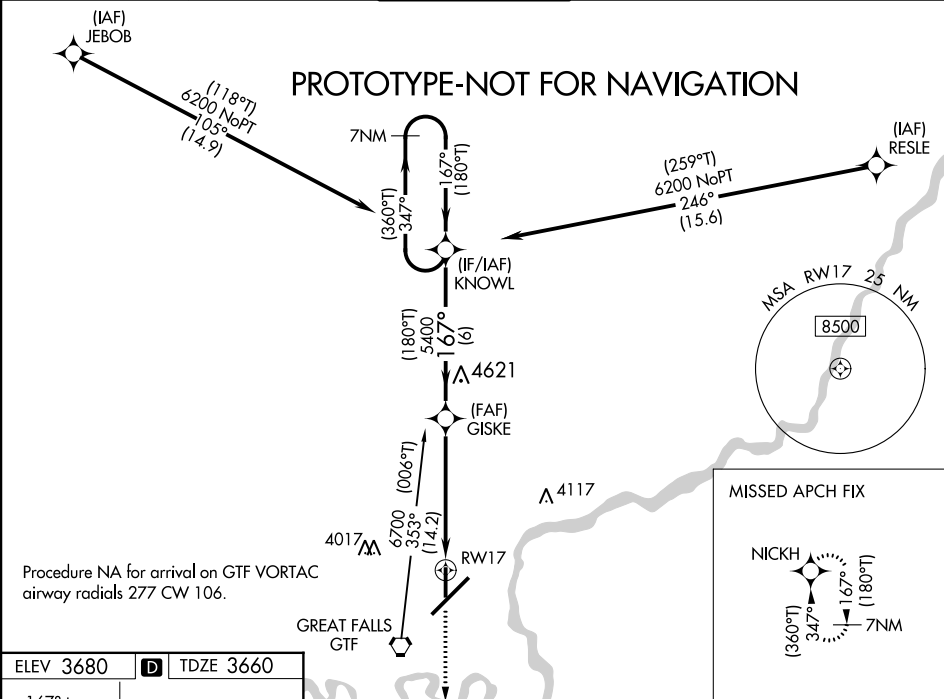 (IAF)
JEBOB
PROTOTYPE-NOT FOR NAVIGATION
(118°T)
6200 NoPT
105°
(14.9)
7NM
167°
(180°T)
(360°T)
347°
(IAF)
RESLE
(259°T)
6200 NoPT
246°
(15.6)
(IF/IAF)
KNOWL
MSA RW17 25 NM
8500
(180°T)
5400
167°
(6)
4621
(FAF)
GISKE
(006°T)
6700
353°
(14.2)
4117
4017
RW17
MISSED APCH FIX
NICKH
167°
(180°T)
(360°T)
347°
7NM
Procedure NA for arrival on GTF VORTAC
airway radials 277 CW 106.
GREAT FALLS
GTF
ELEV 3680 D TDZE 3660